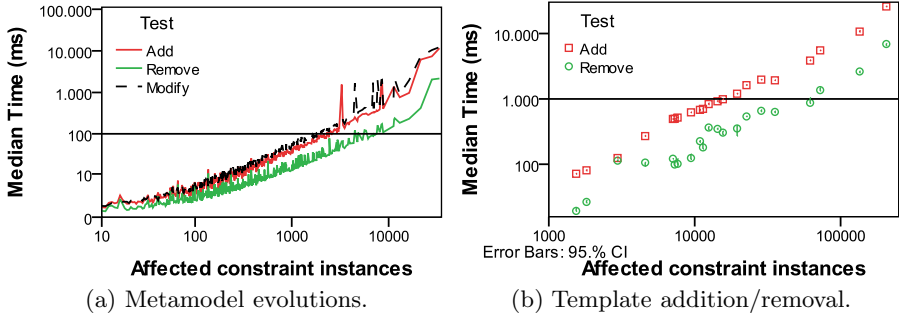 Test
Add
Remove
Modify
Median Time (ms)
100.000
10.000
1.000
100
10
0
10
100
1000
10000
Affected constraint instances
(a) Metamodel evolutions.
Test
Add
Remove
Median Time (ms)
10.000
1.000
100
1000
10000
100000
Error Bars: 95.% CI
Affected constraint instances
(b) Template addition/removal.